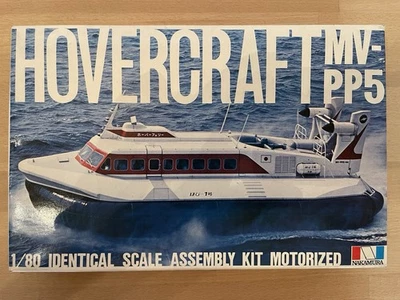 HOVERCRAFT MV-
PP5
1/80 IDENTICAL SCALE ASSEMBLY KIT MOTORIZED
NAKAMURA